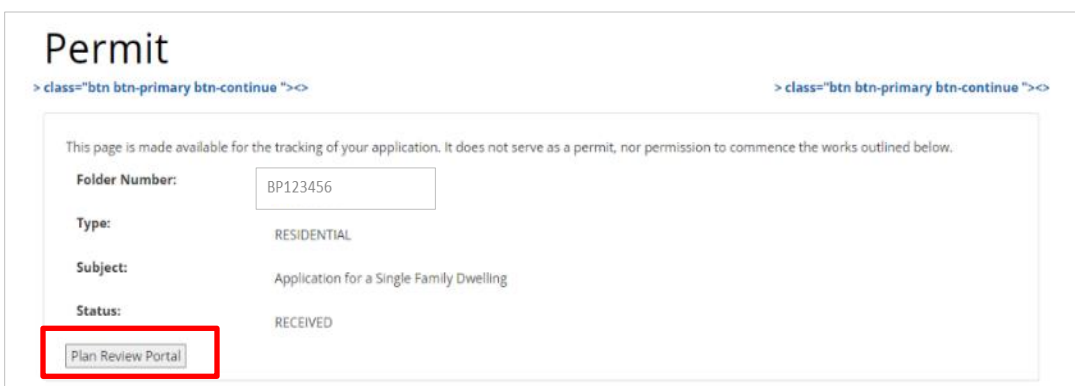 Permit
> class="btn btn-primary btn-continue "><> > class="btn btn-primary btn-continue "><>
This page is made available for the tracking of your application. It does not serve as a permit, nor permission to commence the works outlined below.
Folder Number: BP123456
Type: RESIDENTIAL
Subject: Application for a Single Family Dwelling
Status: RECEIVED
Plan Review Portal